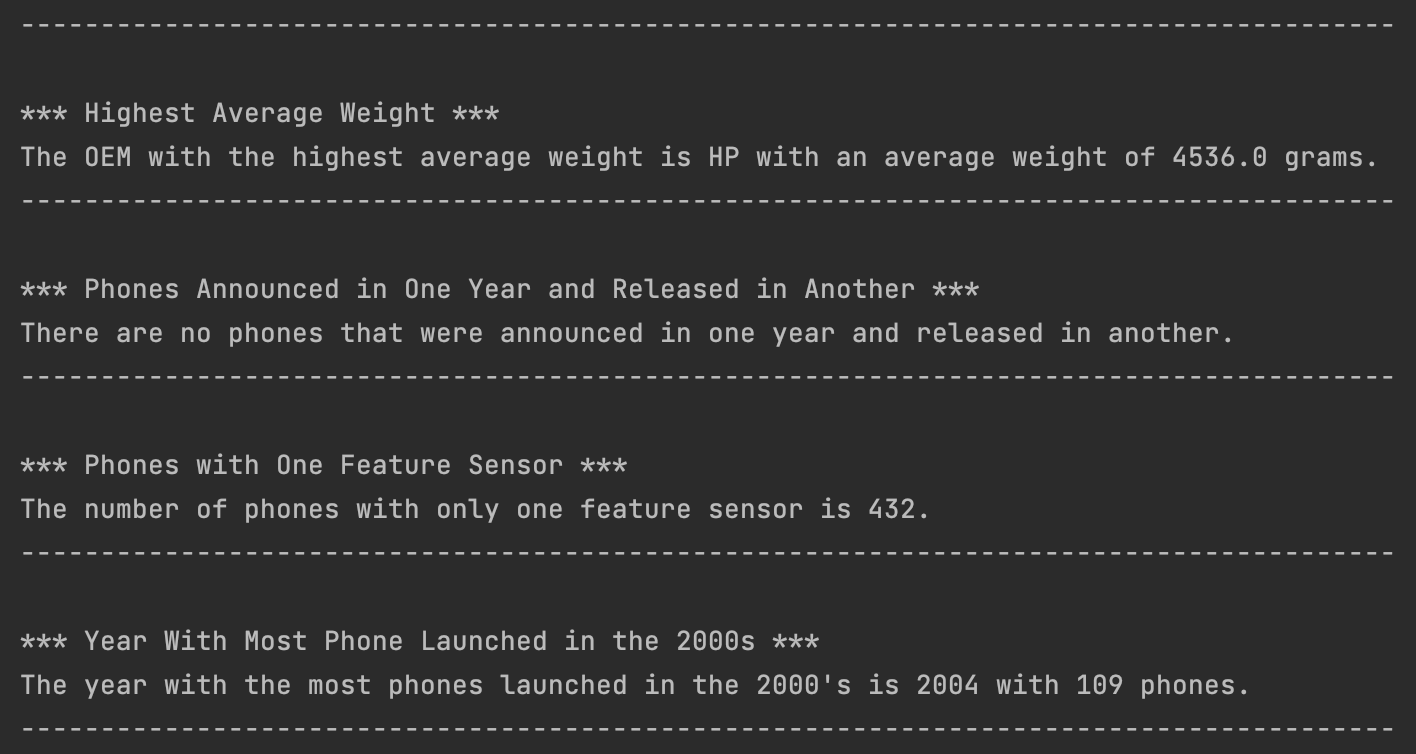 --------------------------------------------------------------------------------------
*** Highest Average Weight ***
The OEM with the highest average weight is HP with an average weight of 4536.0 grams.
--------------------------------------------------------------------------------------
*** Phones Announced in One Year and Released in Another ***
There are no phones that were announced in one year and released in another.
--------------------------------------------------------------------------------------
*** Phones with One Feature Sensor ***
The number of phones with only one feature sensor is 432.
--------------------------------------------------------------------------------------
*** Year With Most Phone Launched in the 2000s ***
The year with the most phones launched in the 2000's is 2004 with 109 phones.
--------------------------------------------------------------------------------------